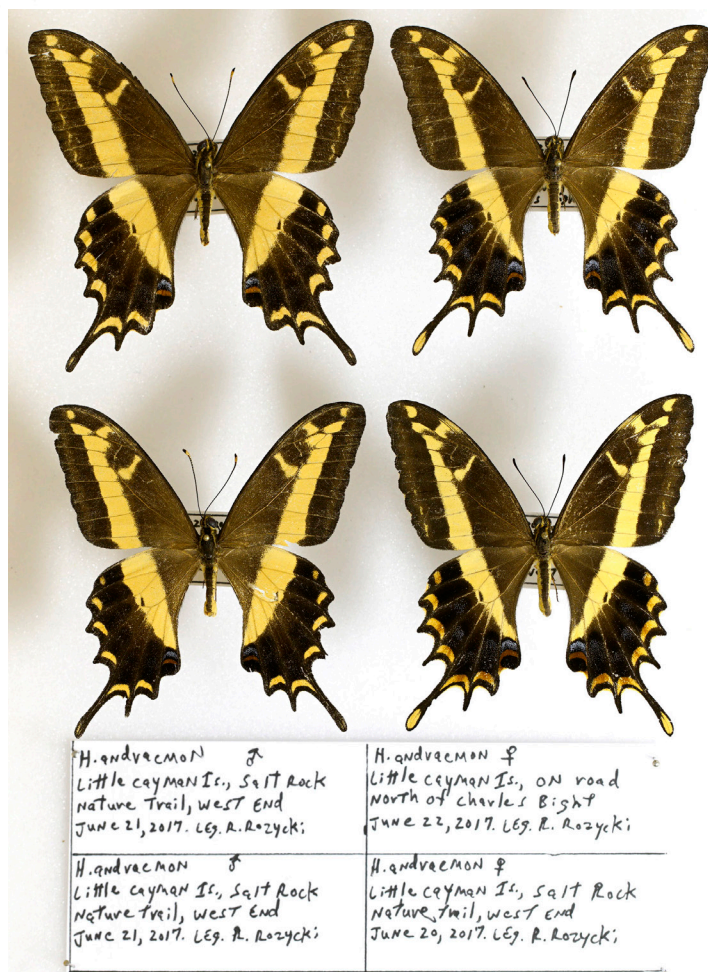 H. andraemon ♂
Little cayman Is., Salt Rock
Nature Trail, west End
June 21, 2017. Leg. R. Rozycki
H. andraemon ♀
Little cayman Is., on road
North of Charles Bight
June 22, 2017. Leg. R. Rozycki
H. andraemon ♂
Little cayman Is., Salt Rock
Nature trail, west End
June 21, 2017. Leg. R. Rozycki
H. andraemon ♀
Little cayman Is., Salt Rock
Nature trail, west End
June 20, 2017. Leg. R. Rozycki